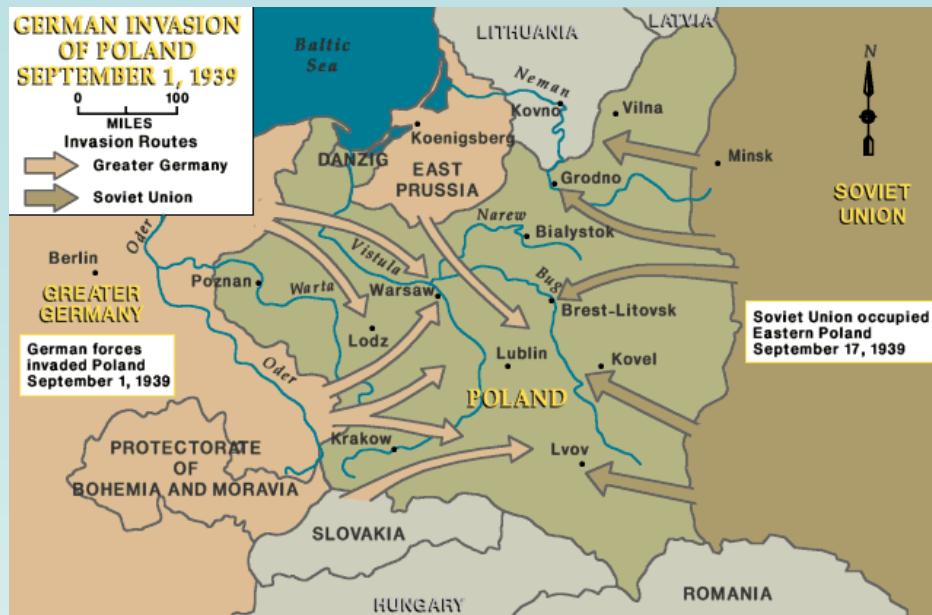 GERMAN INVASION
OF POLAND
SEPTEMBER 1, 1939
0 100
MILES
Invasion Routes
Greater Germany
Soviet Union
Baltic
Sea
LITHUANIA
LATVIA
N
Neman
Kovno
Vilna
Koenigsberg
DANZIG
EAST
PRUSSIA
Minsk
Grodno
SOVIET
UNION
Oder
Narew
Bialystok
Berlin
GREATER
GERMANY
Poznan
Warta
Vistula
Warsaw
Bug
Brest-Litovsk
Lodz
German forces
invaded Poland
September 1, 1939
Soviet Union occupied
Eastern Poland
September 17, 1939
Oder
Lublin
Kovel
POLAND
PROTECTORATE
OF
BOHEMIA AND MORAVIA
Krakow
Lvov
SLOVAKIA
HUNGARY
ROMANIA